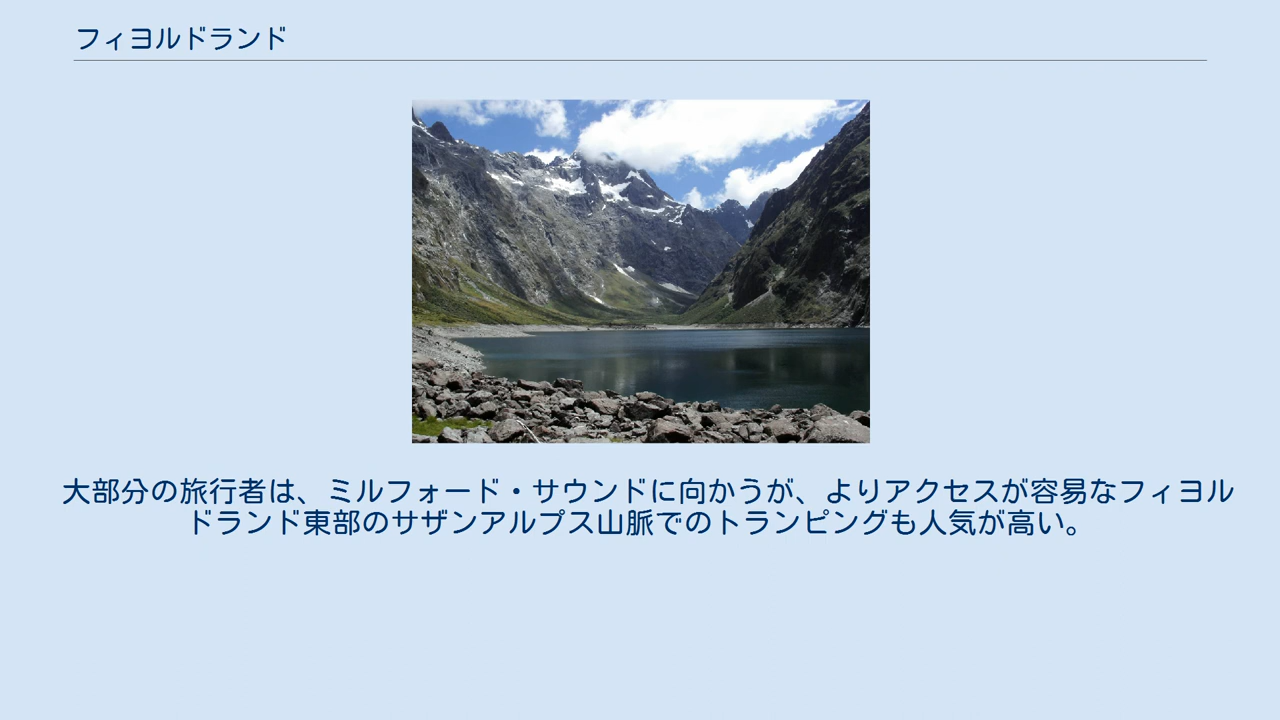 フィヨルドランド
大部分の旅行者は、ミルフォード・サウンドに向かうが、よりアクセスが容易なフィヨル
ドランド東部のサザンアルプス山脈でのトランピングも人気が高い。